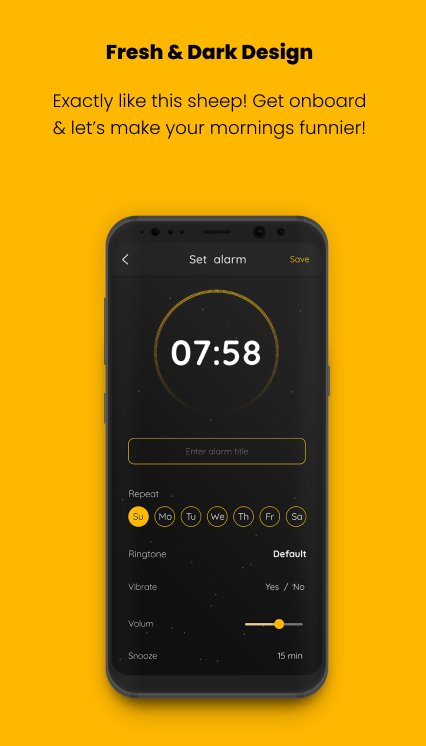 Fresh & Dark Design
Exactly like this sheep! Get onboard
& let's make your mornings funnier!
Set alarm
Save
07:58
Enter alarm title
Repeat
Su Mo Tu We Th Fr Sa
Ringtone Default
Vibrate Yes / No
Volum
Snooze 15 min